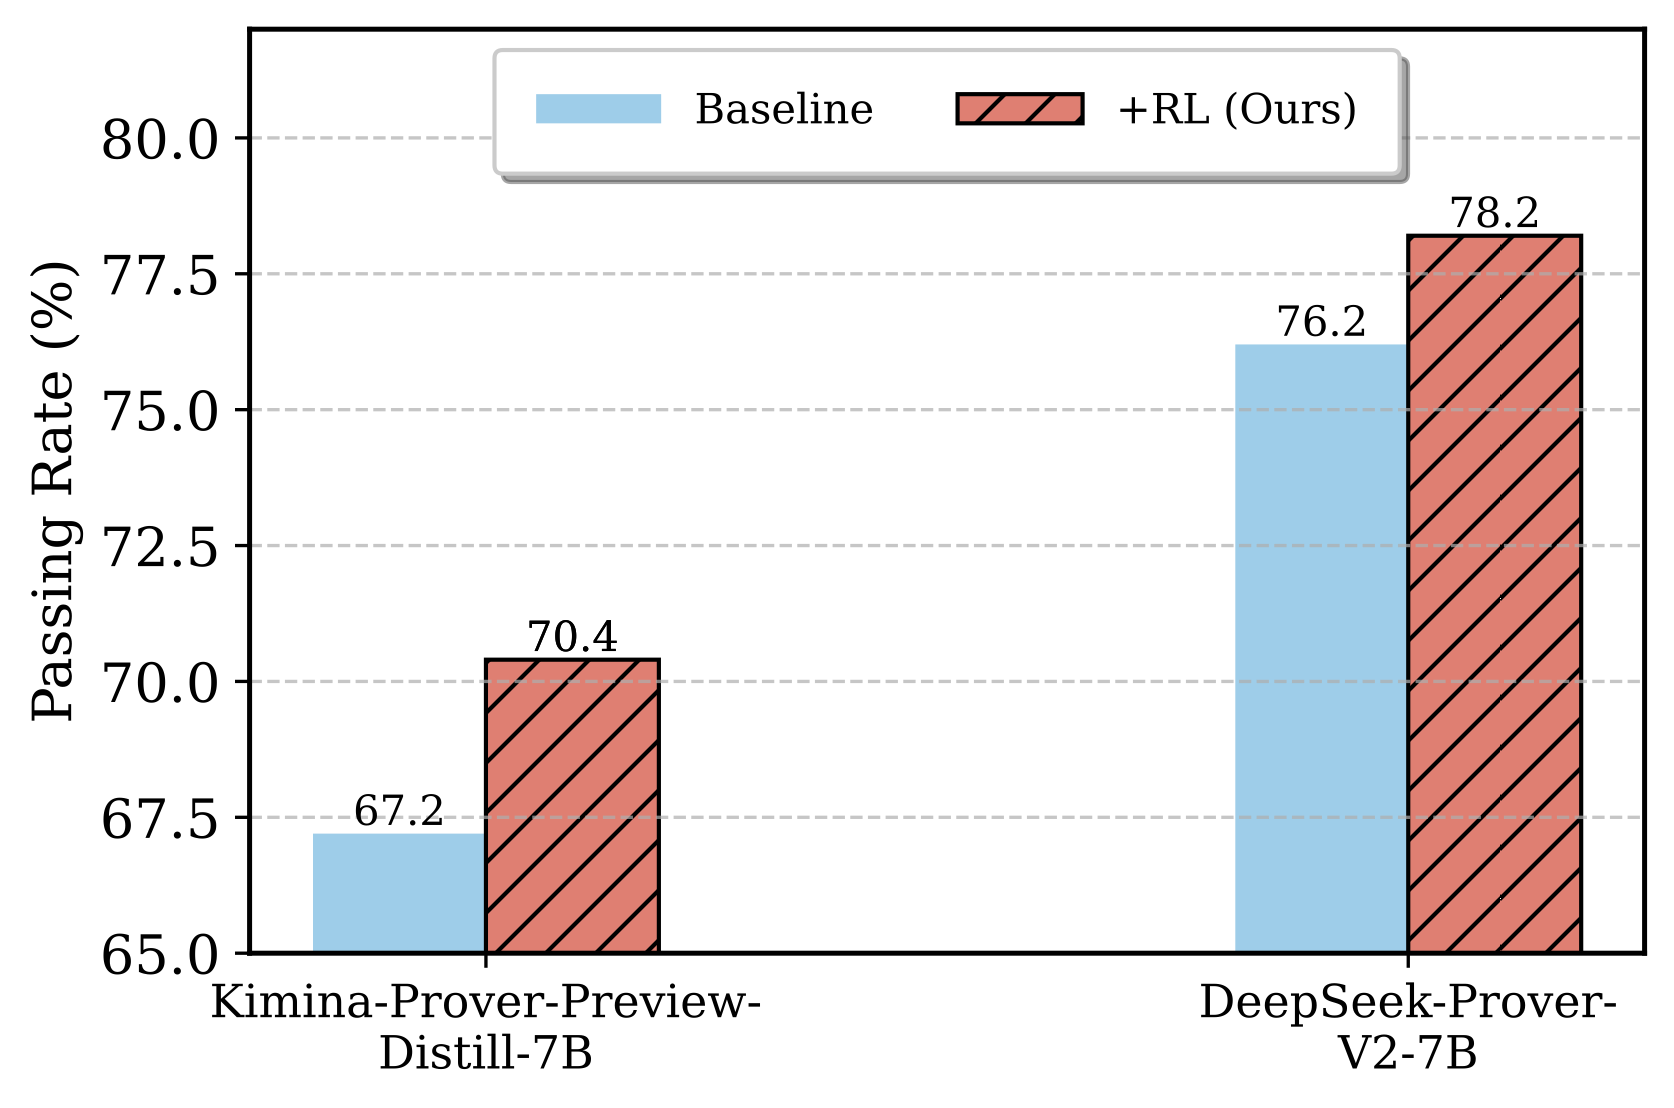 Baseline
+RL (Ours)
Passing Rate (%)
80.0
77.5
75.0
72.5
70.0
67.5
65.0
67.2
70.4
76.2
78.2
Kimina-Prover-Preview-
Distill-7B
DeepSeek-Prover-
V2-7B